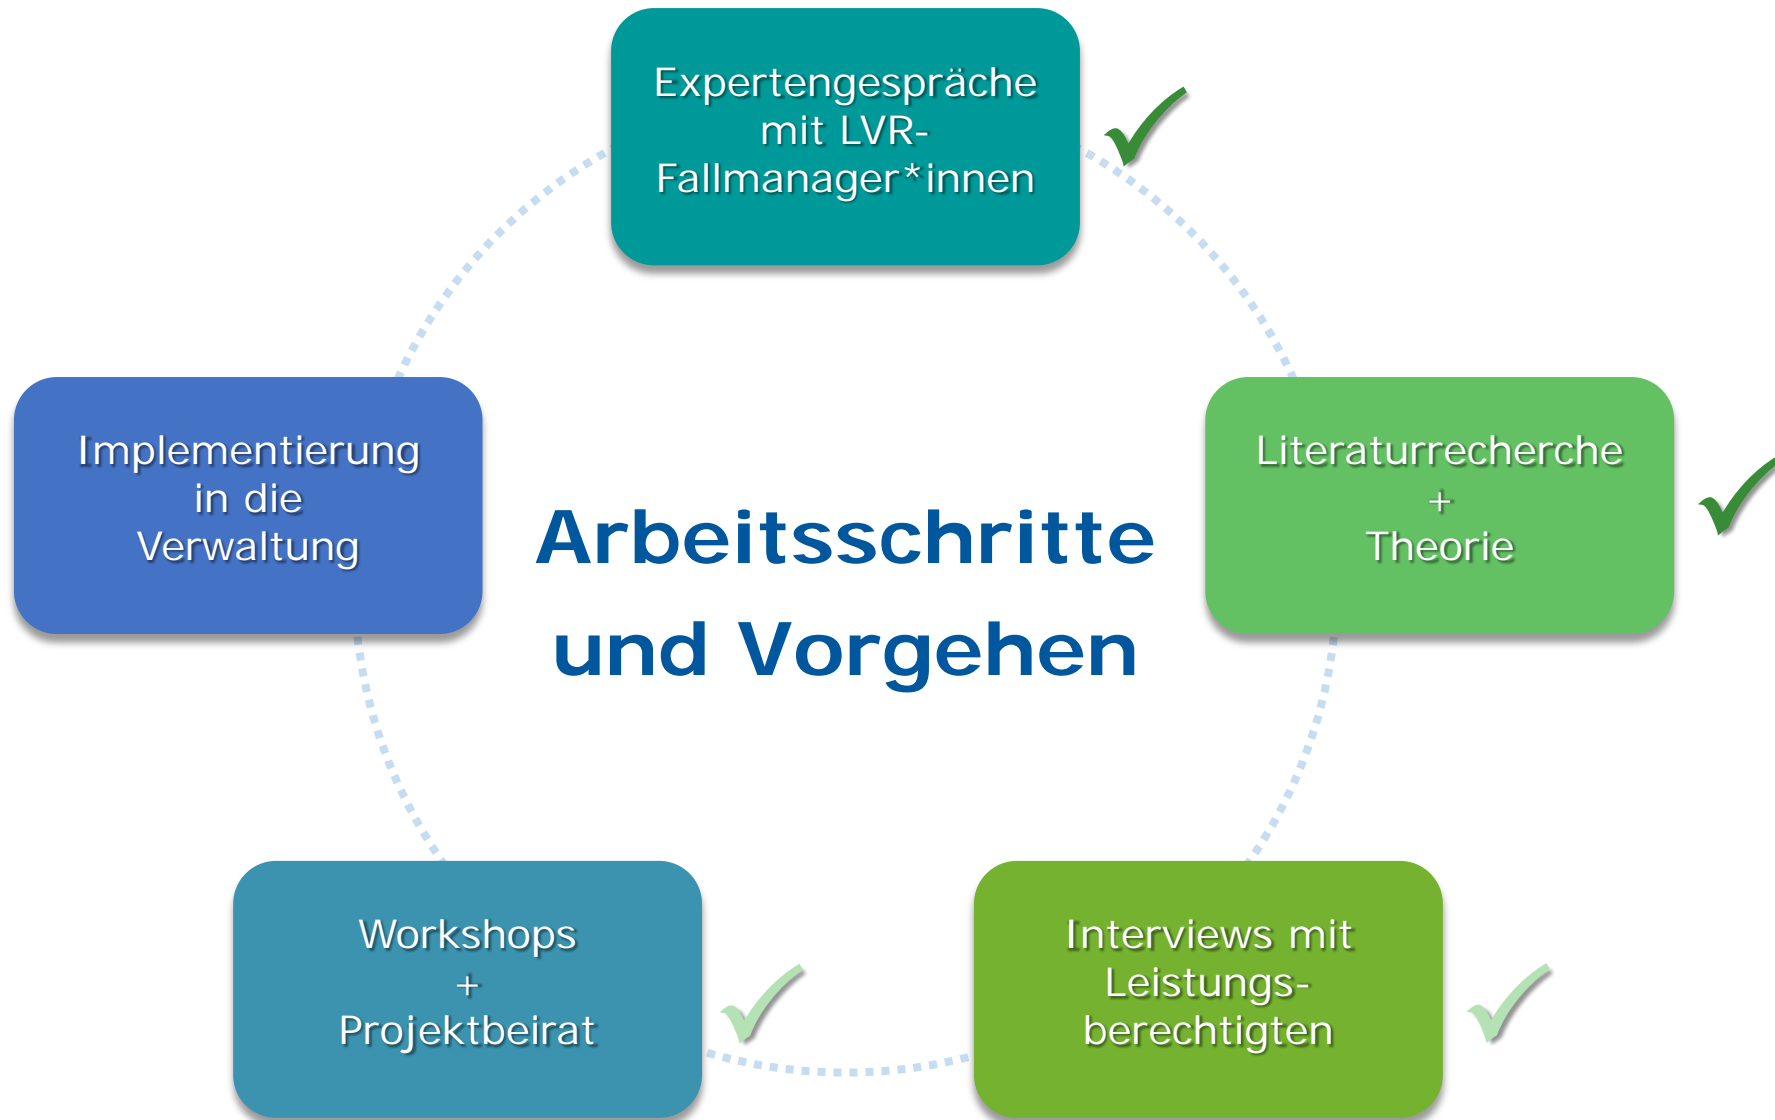 Expertengespräche
mit LVR-
Fallmanager*innen
Implementierung
in die
Verwaltung
Literaturrecherche
+
Theorie
Arbeitsschritte
und Vorgehen
Workshops
+
Projektbeirat
Interviews mit
Leistungs-
berechtigten